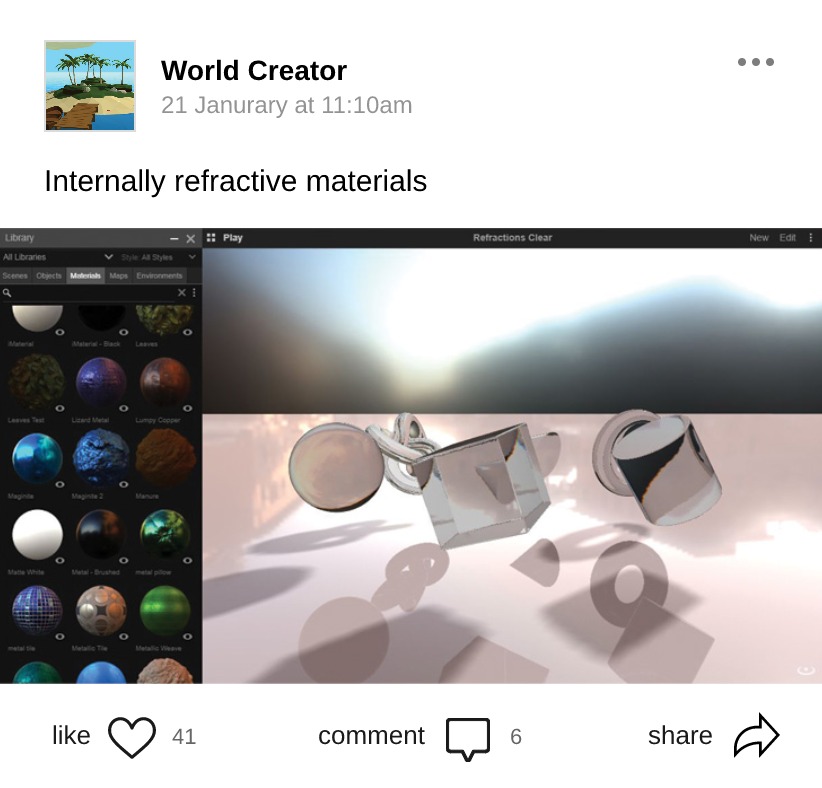 World Creator
21 Janurary at 11:10am
Internally refractive materials
Library
Play
Refractions Clear
New Edit
All Libraries
Style: All Styles
Scenes Objects Materials Maps Environments
iMaterial iMaterial - Black Leaves
Leaves Test Lizard Metal Lumpy Copper
Maginite Maginite 2 Manure
Matte White Metal - Brushed metal pillow
metal tile Metallic Tile Metallic Weave
like 41
comment 6
share